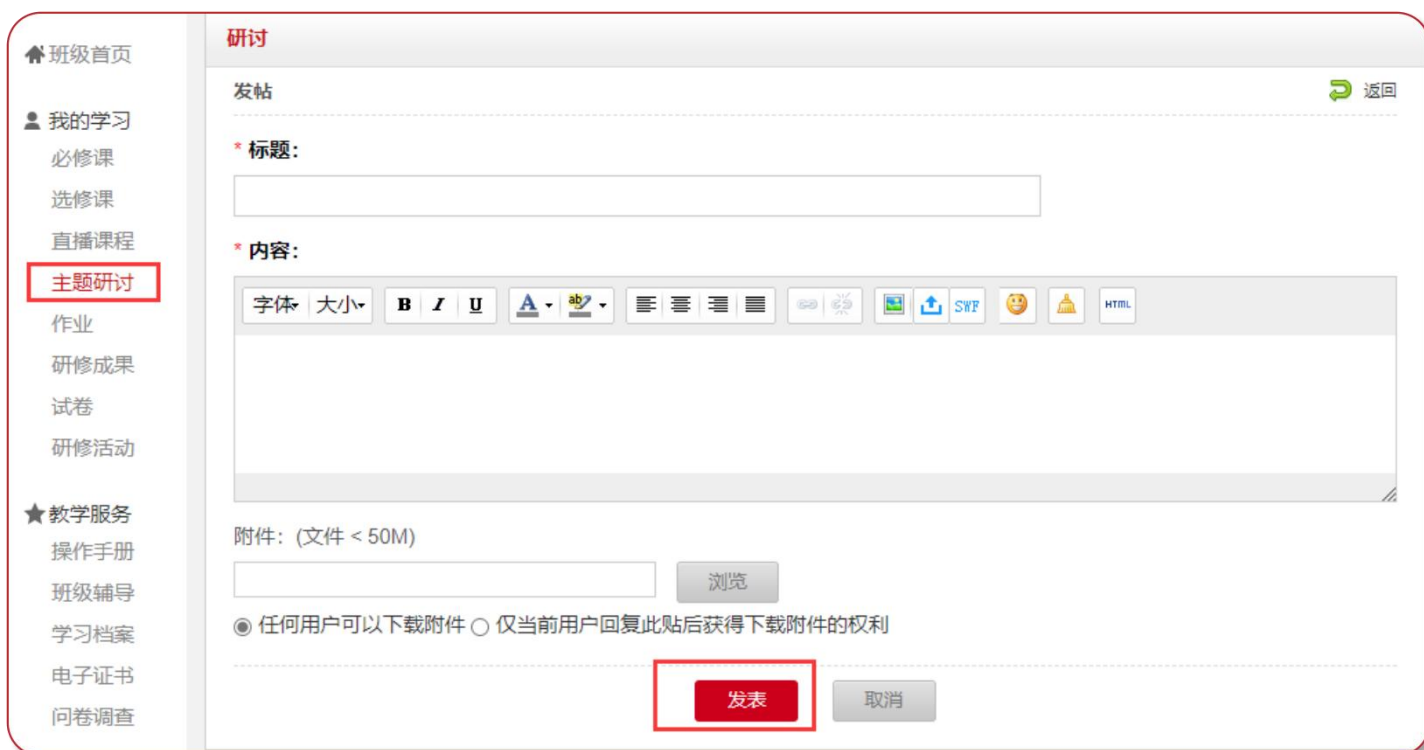 班级首页
我的学习
必修课
选修课
直播课程
主题研讨
作业
研修成果
试卷
研修活动
教学服务
操作手册
班级辅导
学习档案
电子证书
问卷调查
研讨
发帖
返回
* 标题：
* 内容：
字体 大小 B I U A ab SWF HTML
附件：(文件 < 50M)
浏览
任何用户可以下载附件 仅当前用户回复此贴后获得下载附件的权利
发表 取消